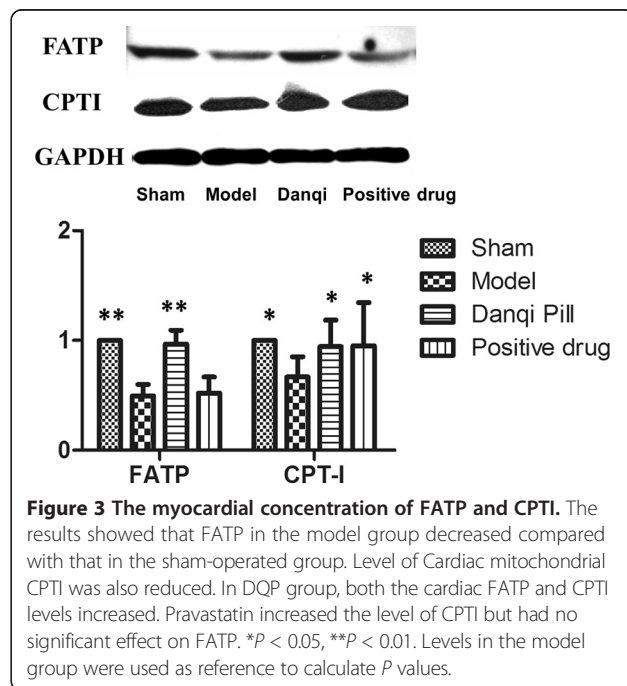 FATP
CPTI
GAPDH
Sham Model Danqi Positive drug
2
1
0
** ** * * *
FATP CPT-I
Sham
Model
Danqi Pill
Positive drug
Figure 3 The myocardial concentration of FATP and CPTI. The
results showed that FATP in the model group decreased compared
with that in the sham-operated group. Level of Cardiac mitochondrial
CPTI was also reduced. In DQP group, both the cardiac FATP and CPTI
levels increased. Pravastatin increased the level of CPTI but had no
significant effect on FATP. *P < 0.05, **P < 0.01. Levels in the model
group were used as reference to calculate P values.